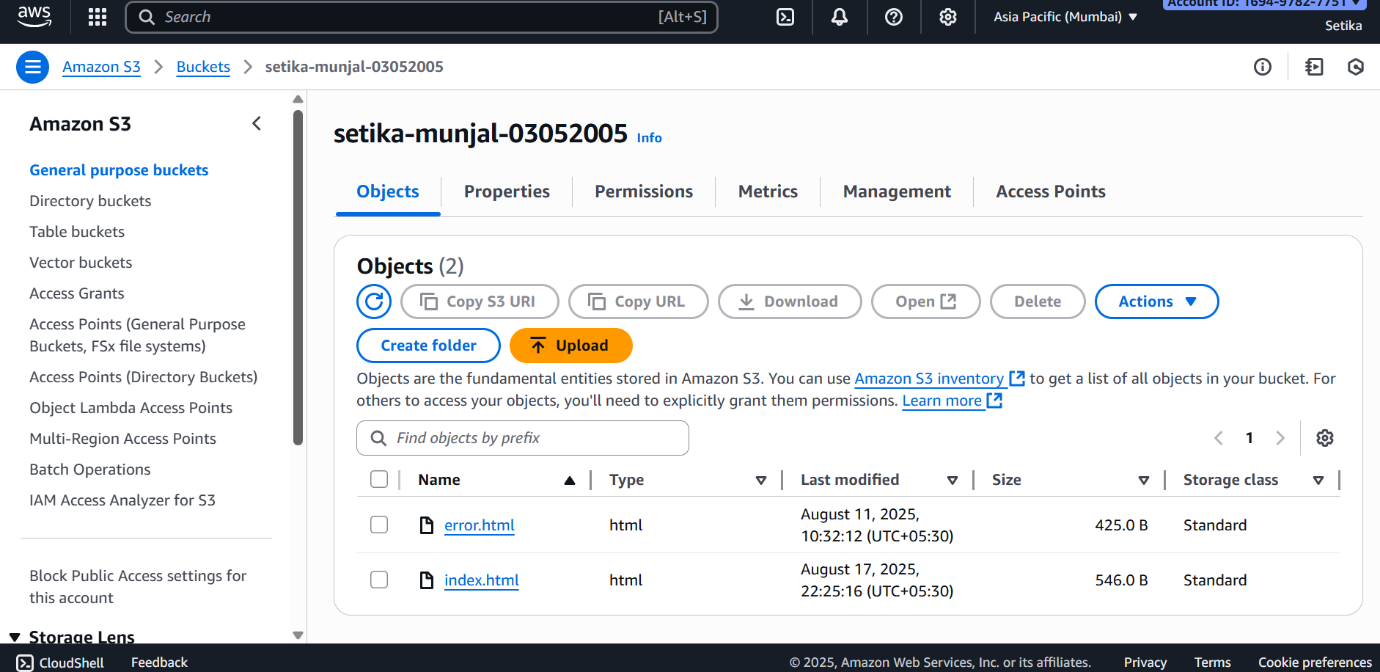 aws
Search [Alt+S]
Asia Pacific (Mumbai) ▼
Account ID: 1694-9782-7751 ▼
Setika
Amazon S3 > Buckets > setika-munjal-03052005
Amazon S3
General purpose buckets
Directory buckets
Table buckets
Vector buckets
Access Grants
Access Points (General Purpose
Buckets, FSx file systems)
Access Points (Directory Buckets)
Object Lambda Access Points
Multi-Region Access Points
Batch Operations
IAM Access Analyzer for S3
Block Public Access settings for
this account
▼ Storage Lens
setika-munjal-03052005 Info
Objects Properties Permissions Metrics Management Access Points
Objects (2)
Copy S3 URI Copy URL Download Open Delete Actions ▼
Create folder Upload
Objects are the fundamental entities stored in Amazon S3. You can use Amazon S3 inventory to get a list of all objects in your bucket. For
others to access your objects, you'll need to explicitly grant them permissions. Learn more
Find objects by prefix
1
Name Type Last modified Size Storage class
error.html html August 11, 2025, 425.0 B Standard
10:32:12 (UTC+05:30)
index.html html August 17, 2025, 546.0 B Standard
22:25:16 (UTC+05:30)
CloudShell Feedback © 2025, Amazon Web Services, Inc. or its affiliates. Privacy Terms Cookie preferences